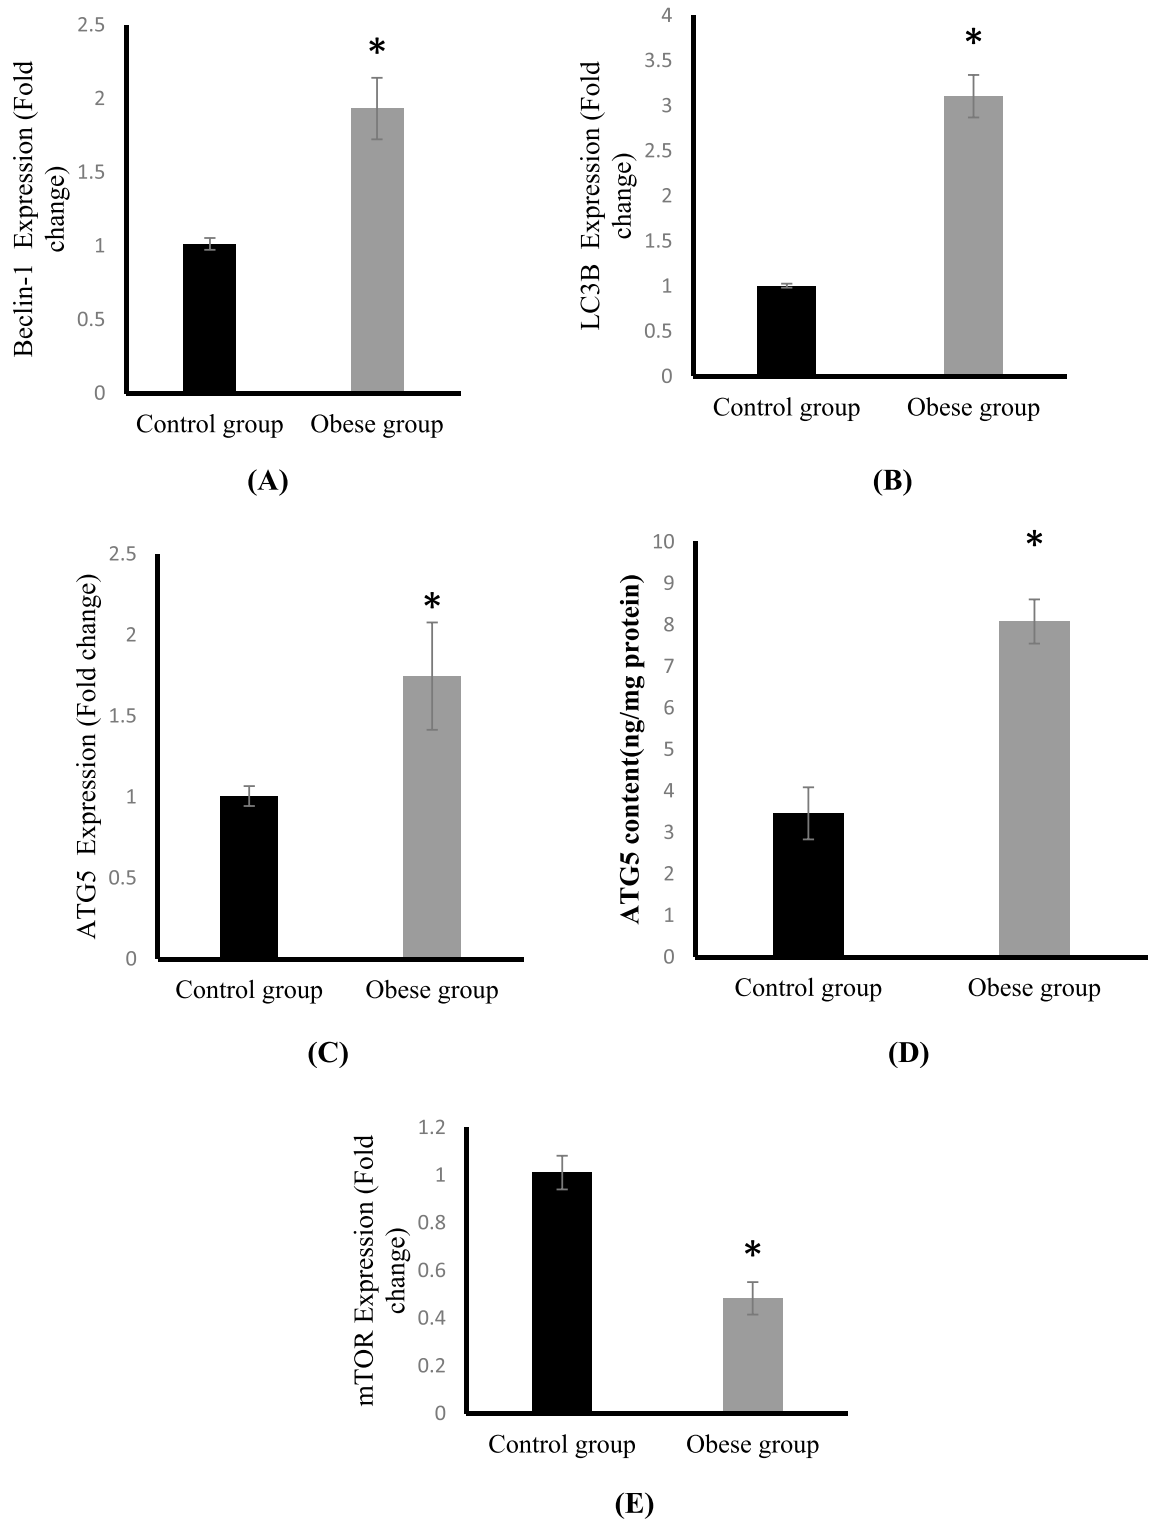 Beclin-1 Expression (Fold
change)
2.5
2
1.5
1
0.5
0
*
Control group
Obese group
(A)
LC3B Expression (Fold
change)
4
3.5
3
2.5
2
1.5
1
0.5
0
*
Control group
Obese group
(B)
ATG5 Expression (Fold change)
2.5
2
1.5
1
0.5
0
*
Control group
Obese group
(C)
ATG5 content(ng/mg protein)
10
9
8
7
6
5
4
3
2
1
0
*
Control group
Obese group
(D)
mTOR Expression (Fold
change)
1.2
1
0.8
0.6
0.4
0.2
0
*
Control group
Obese group
(E)